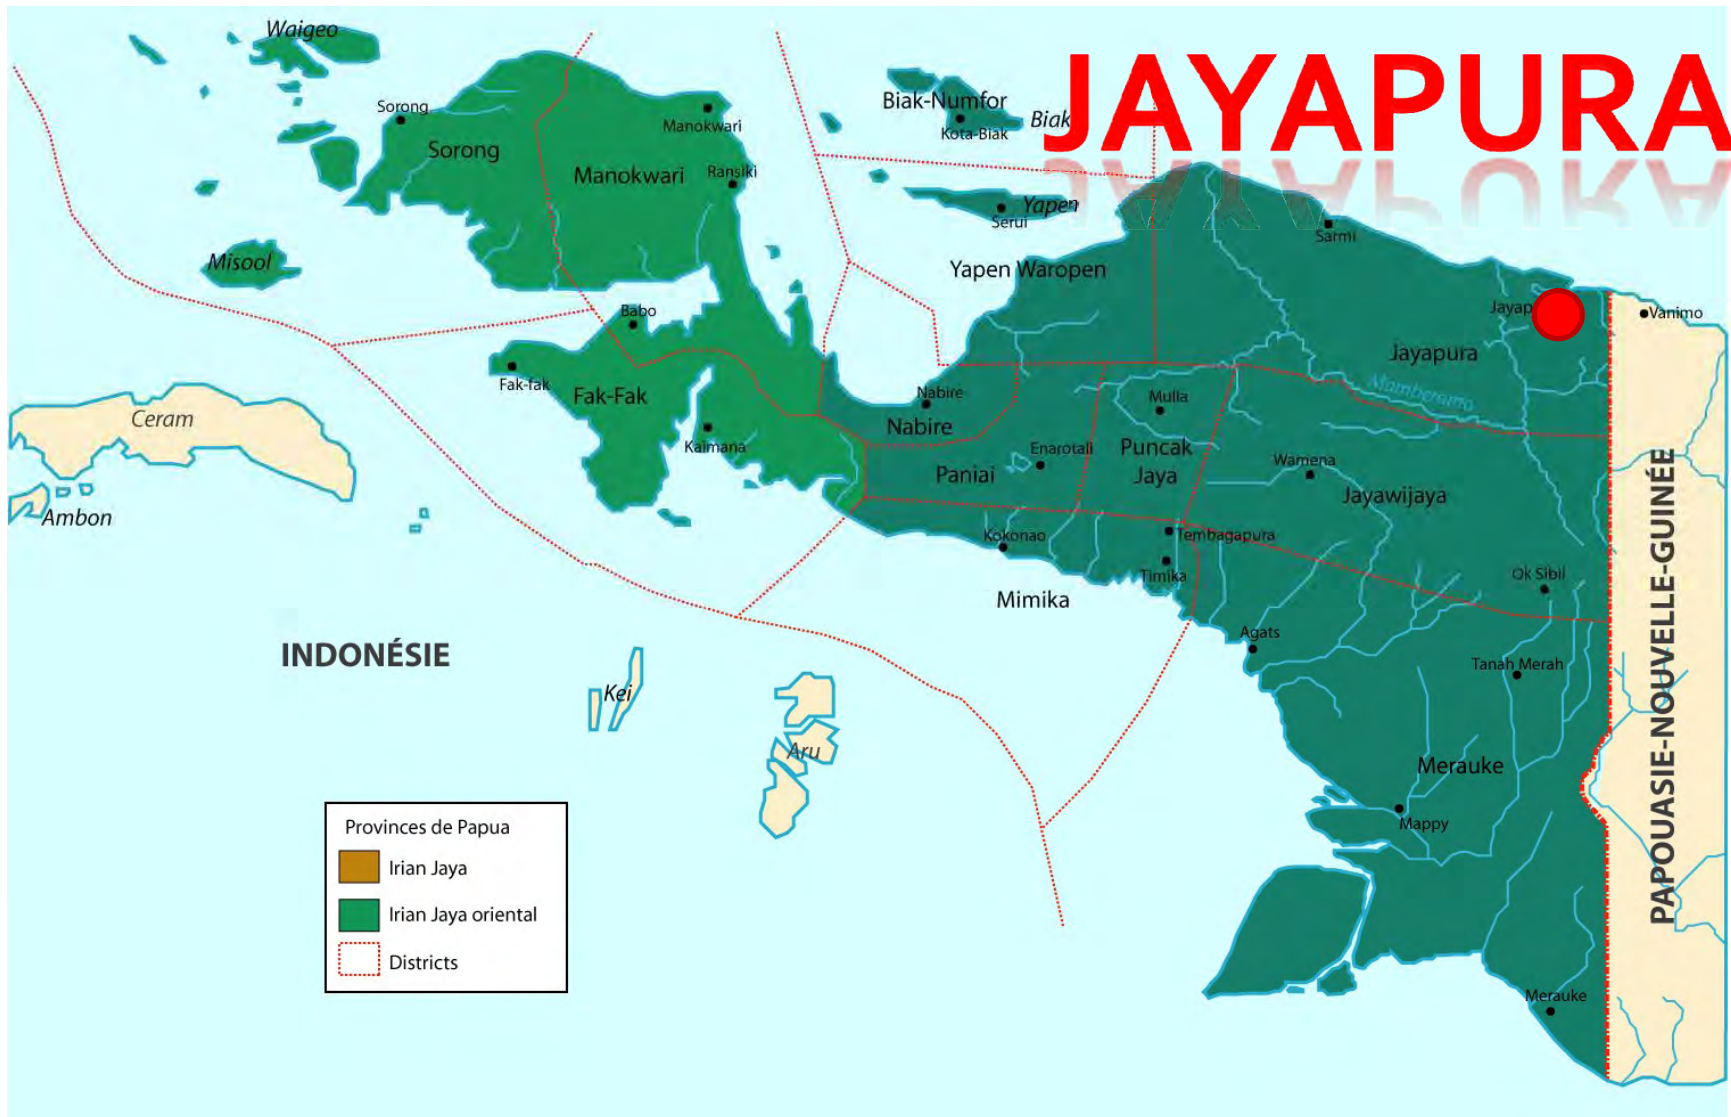 Waigeo
JAYAPURA
Sorong
Manokwari
Biak-Numfor
Biak
Kota-Biak
Sorong
Manokwari
Ransiki
Yapen
Serui
Sarmi
Misool
Yapen Waropen
Babo
Jayap
Vanimo
Jayapura
Fak-fak
Fak-Fak
Nabire
Nabire
Mulia
Mamberamo
Ceram
Kaimana
Enarotali
Paniai
Puncak
Jaya
Wamena
Jayawijaya
Ambon
Kokonao
Tembagapura
Timika
Ok Sibil
Mimika
Agats
INDONÉSIE
Tanah Merah
Kei
Aru
Merauke
Mappy
PAPOUASIE-NOUVELLE-GUINÉE
Provinces de Papua
Irian Jaya
Irian Jaya oriental
Districts
Merauke